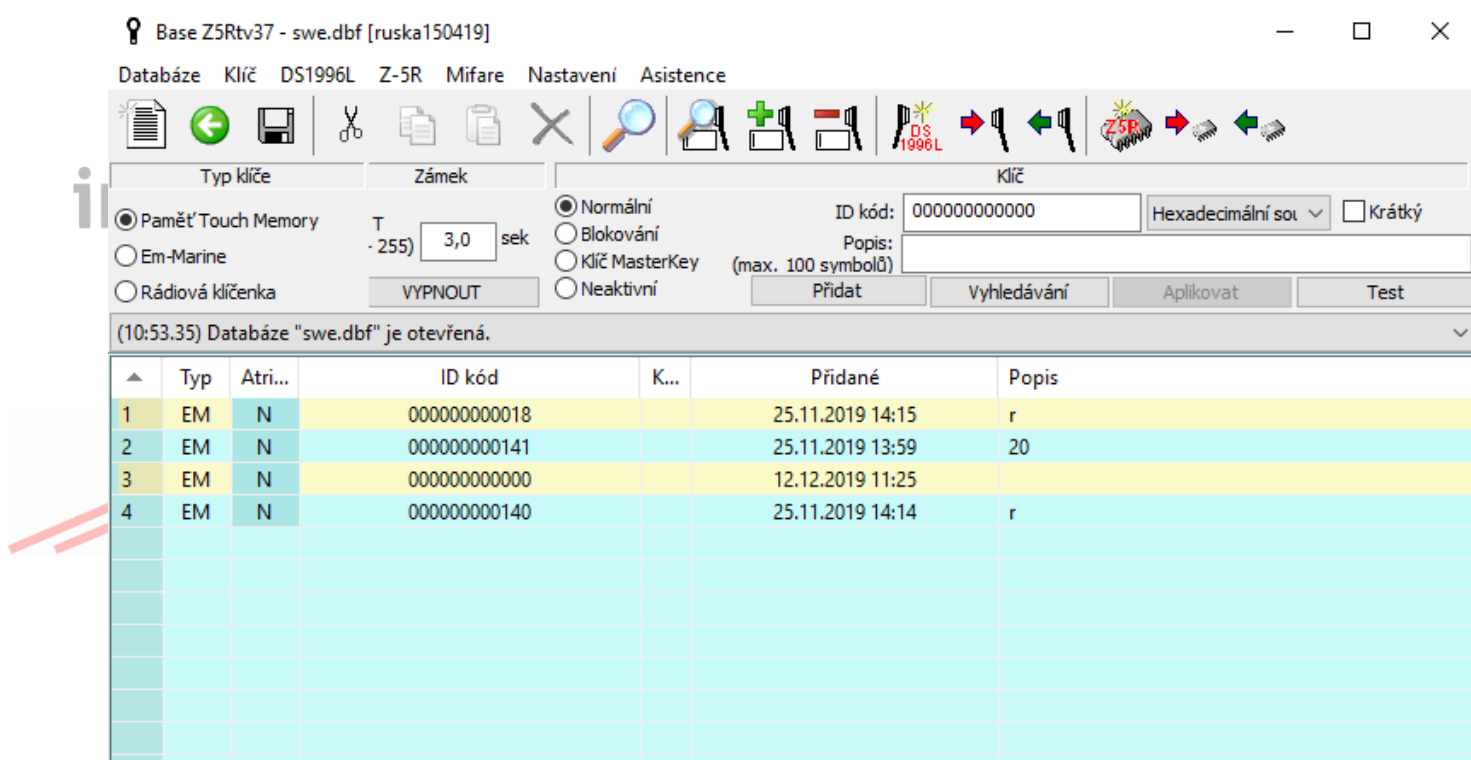 Base Z5Rtv37 - swe.dbf [ruska150419]
Databáze Klíč DS1996L Z-5R Mifare Nastavení Asistence
DS 1996L Z5R
Typ klíče Zámek Klíč
Paměť Touch Memory
Em-Marine
Rádiová klíčenka
T
- 255) 3,0 sek
VYPNOUT
Normální
Blokování
Klíč MasterKey
Neaktivní
ID kód: 000000000000 Hexadecimální sou Krátký
Popis:
(max. 100 symbolů)
Přidat Vyhledávání Aplikovat Test
(10:53.35) Databáze "swe.dbf" je otevřená.
Typ Atri... ID kód K... Přidané Popis
1 EM N 000000000018 25.11.2019 14:15 r
2 EM N 000000000141 25.11.2019 13:59 20
3 EM N 000000000000 12.12.2019 11:25
4 EM N 000000000140 25.11.2019 14:14 r